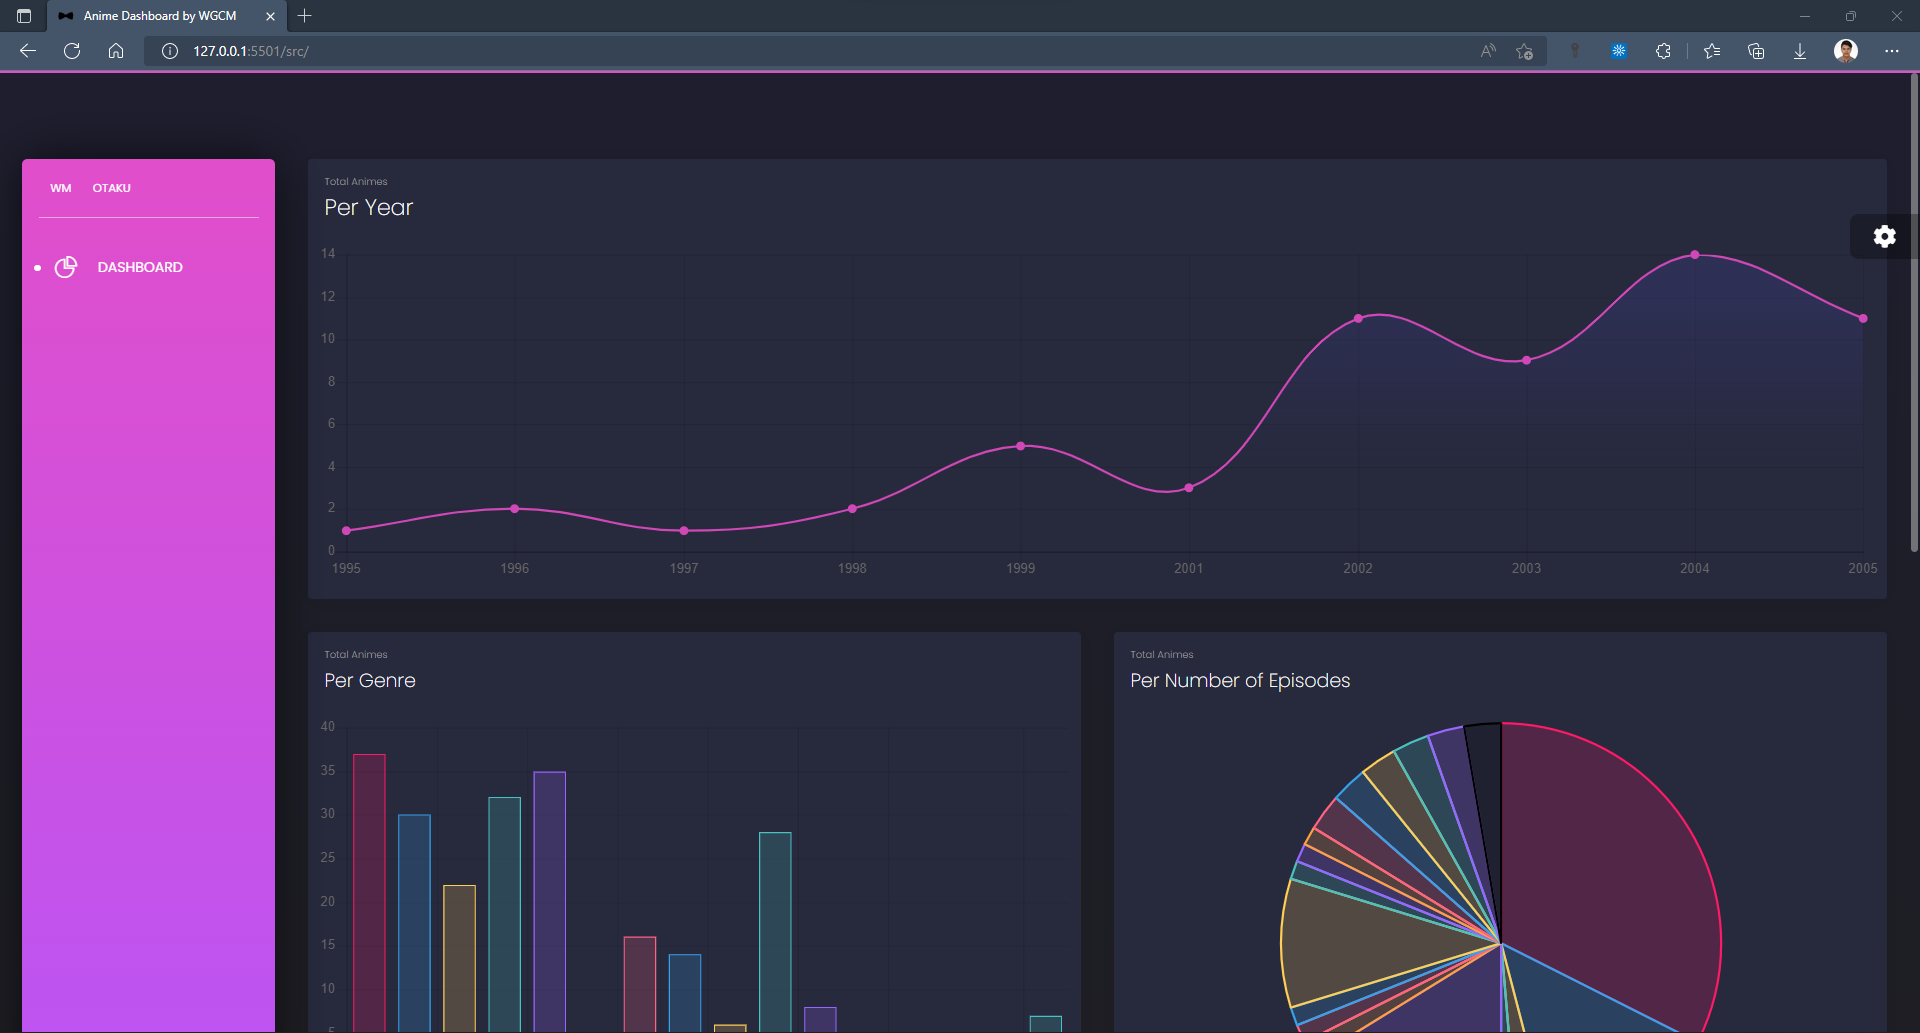 Anime Dashboard by WGCM
127.0.0.1:5501/src/
WM OTAKU
DASHBOARD
Total Animes
Per Year
14
12
10
8
6
4
2
0
1995 1996 1997 1998 1999 2001 2002 2003 2004 2005
Total Animes
Per Genre
40
35
30
25
20
15
10
5
Total Animes
Per Number of Episodes